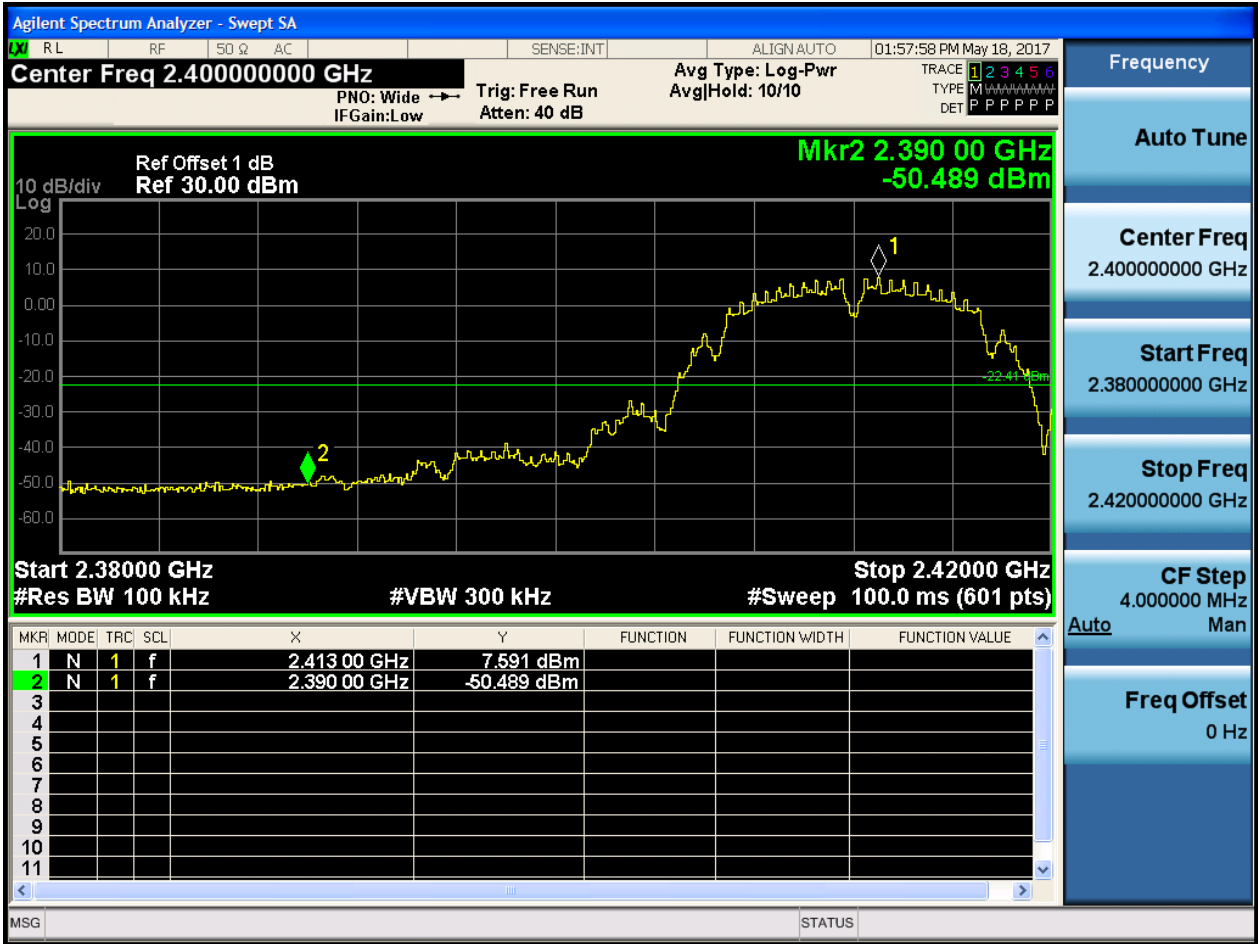 Agilent Spectrum Analyzer - Swept SA
LXI RL RF 50 Ω AC SENSE:INT ALIGN AUTO 01:57:58 PM May 18, 2017
Center Freq 2.400000000 GHz
PNO: Wide
IFGain:Low
Trig: Free Run
Atten: 40 dB
Avg Type: Log-Pwr
Avg|Hold: 10/10
TRACE 1 2 3 4 5 6
TYPE M WWWWW
DET P P P P P P
Ref Offset 1 dB
10 dB/div Ref 30.00 dBm
Log
Mkr2 2.390 00 GHz
-50.489 dBm
20.0
10.0
0.00
-10.0
-20.0
-30.0
-40.0
-50.0
-60.0
1
-22.41 dBm
2
Start 2.38000 GHz Stop 2.42000 GHz
#Res BW 100 kHz #VBW 300 kHz #Sweep 100.0 ms (601 pts)
MKR MODE TRC SCL X Y FUNCTION FUNCTION WIDTH FUNCTION VALUE
1 N 1 f 2.413 00 GHz 7.591 dBm
2 N 1 f 2.390 00 GHz -50.489 dBm
3
4
5
6
7
8
9
10
11
MSG STATUS
Frequency
Auto Tune
Center Freq
2.400000000 GHz
Start Freq
2.380000000 GHz
Stop Freq
2.420000000 GHz
CF Step
4.000000 MHz
Auto Man
Freq Offset
0 Hz